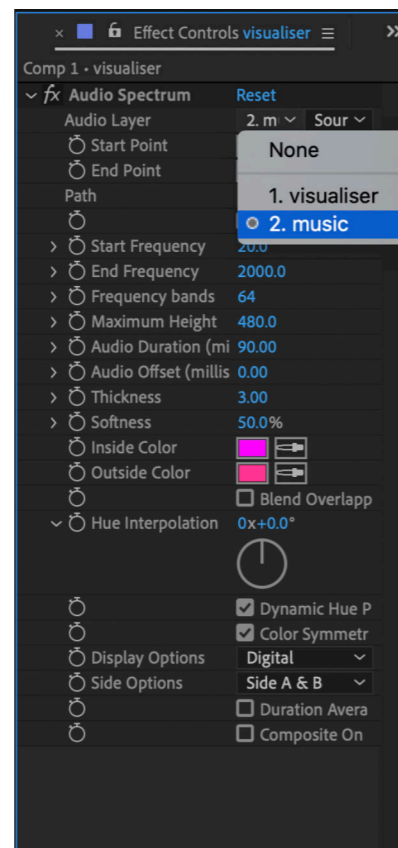 × Effect Controls visualiser ≡ »
Comp 1 • visualiser
fx Audio Spectrum Reset
Audio Layer 2. m Sour
Start Point None
End Point
Path 1. visualiser
2. music
Start Frequency 20.0
End Frequency 2000.0
Frequency bands 64
Maximum Height 480.0
Audio Duration (mi 90.00
Audio Offset (millis 0.00
Thickness 3.00
Softness 50.0%
Inside Color
Outside Color
Blend Overlapp
Hue Interpolation 0x+0.0°
Dynamic Hue P
Color Symmetr
Display Options Digital
Side Options Side A & B
Duration Avera
Composite On